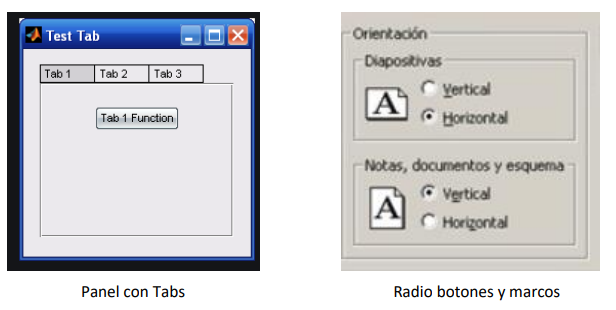 Test Tab
Tab 1 Tab 2 Tab 3
Tab 1 Function
Panel con Tabs
Orientación
Diapositivas
A
Vertical
Horizontal
Notas, documentos y esquema
A
Vertical
Horizontal
Radio botones y marcos